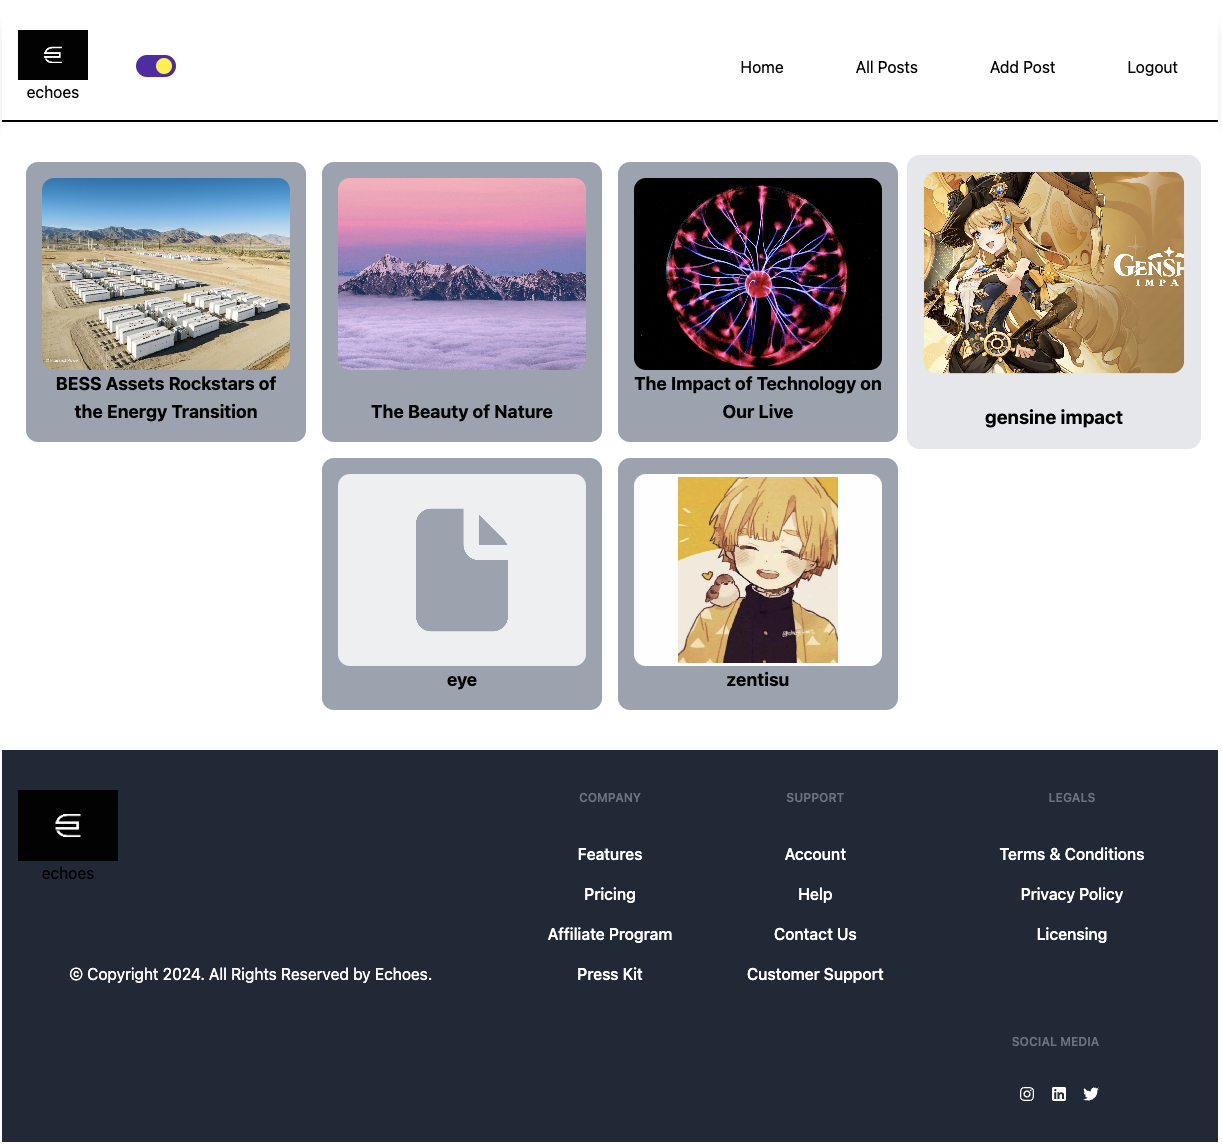 echoes
Home
All Posts
Add Post
Logout
BESS Assets Rockstars of
the Energy Transition
The Beauty of Nature
The Impact of Technology on
Our Live
GENSH
IMPA
gensine impact
eye
zentisu
echoes
© Copyright 2024. All Rights Reserved by Echoes.
COMPANY
Features
Pricing
Affiliate Program
Press Kit
SUPPORT
Account
Help
Contact Us
Customer Support
LEGALS
Terms & Conditions
Privacy Policy
Licensing
SOCIAL MEDIA